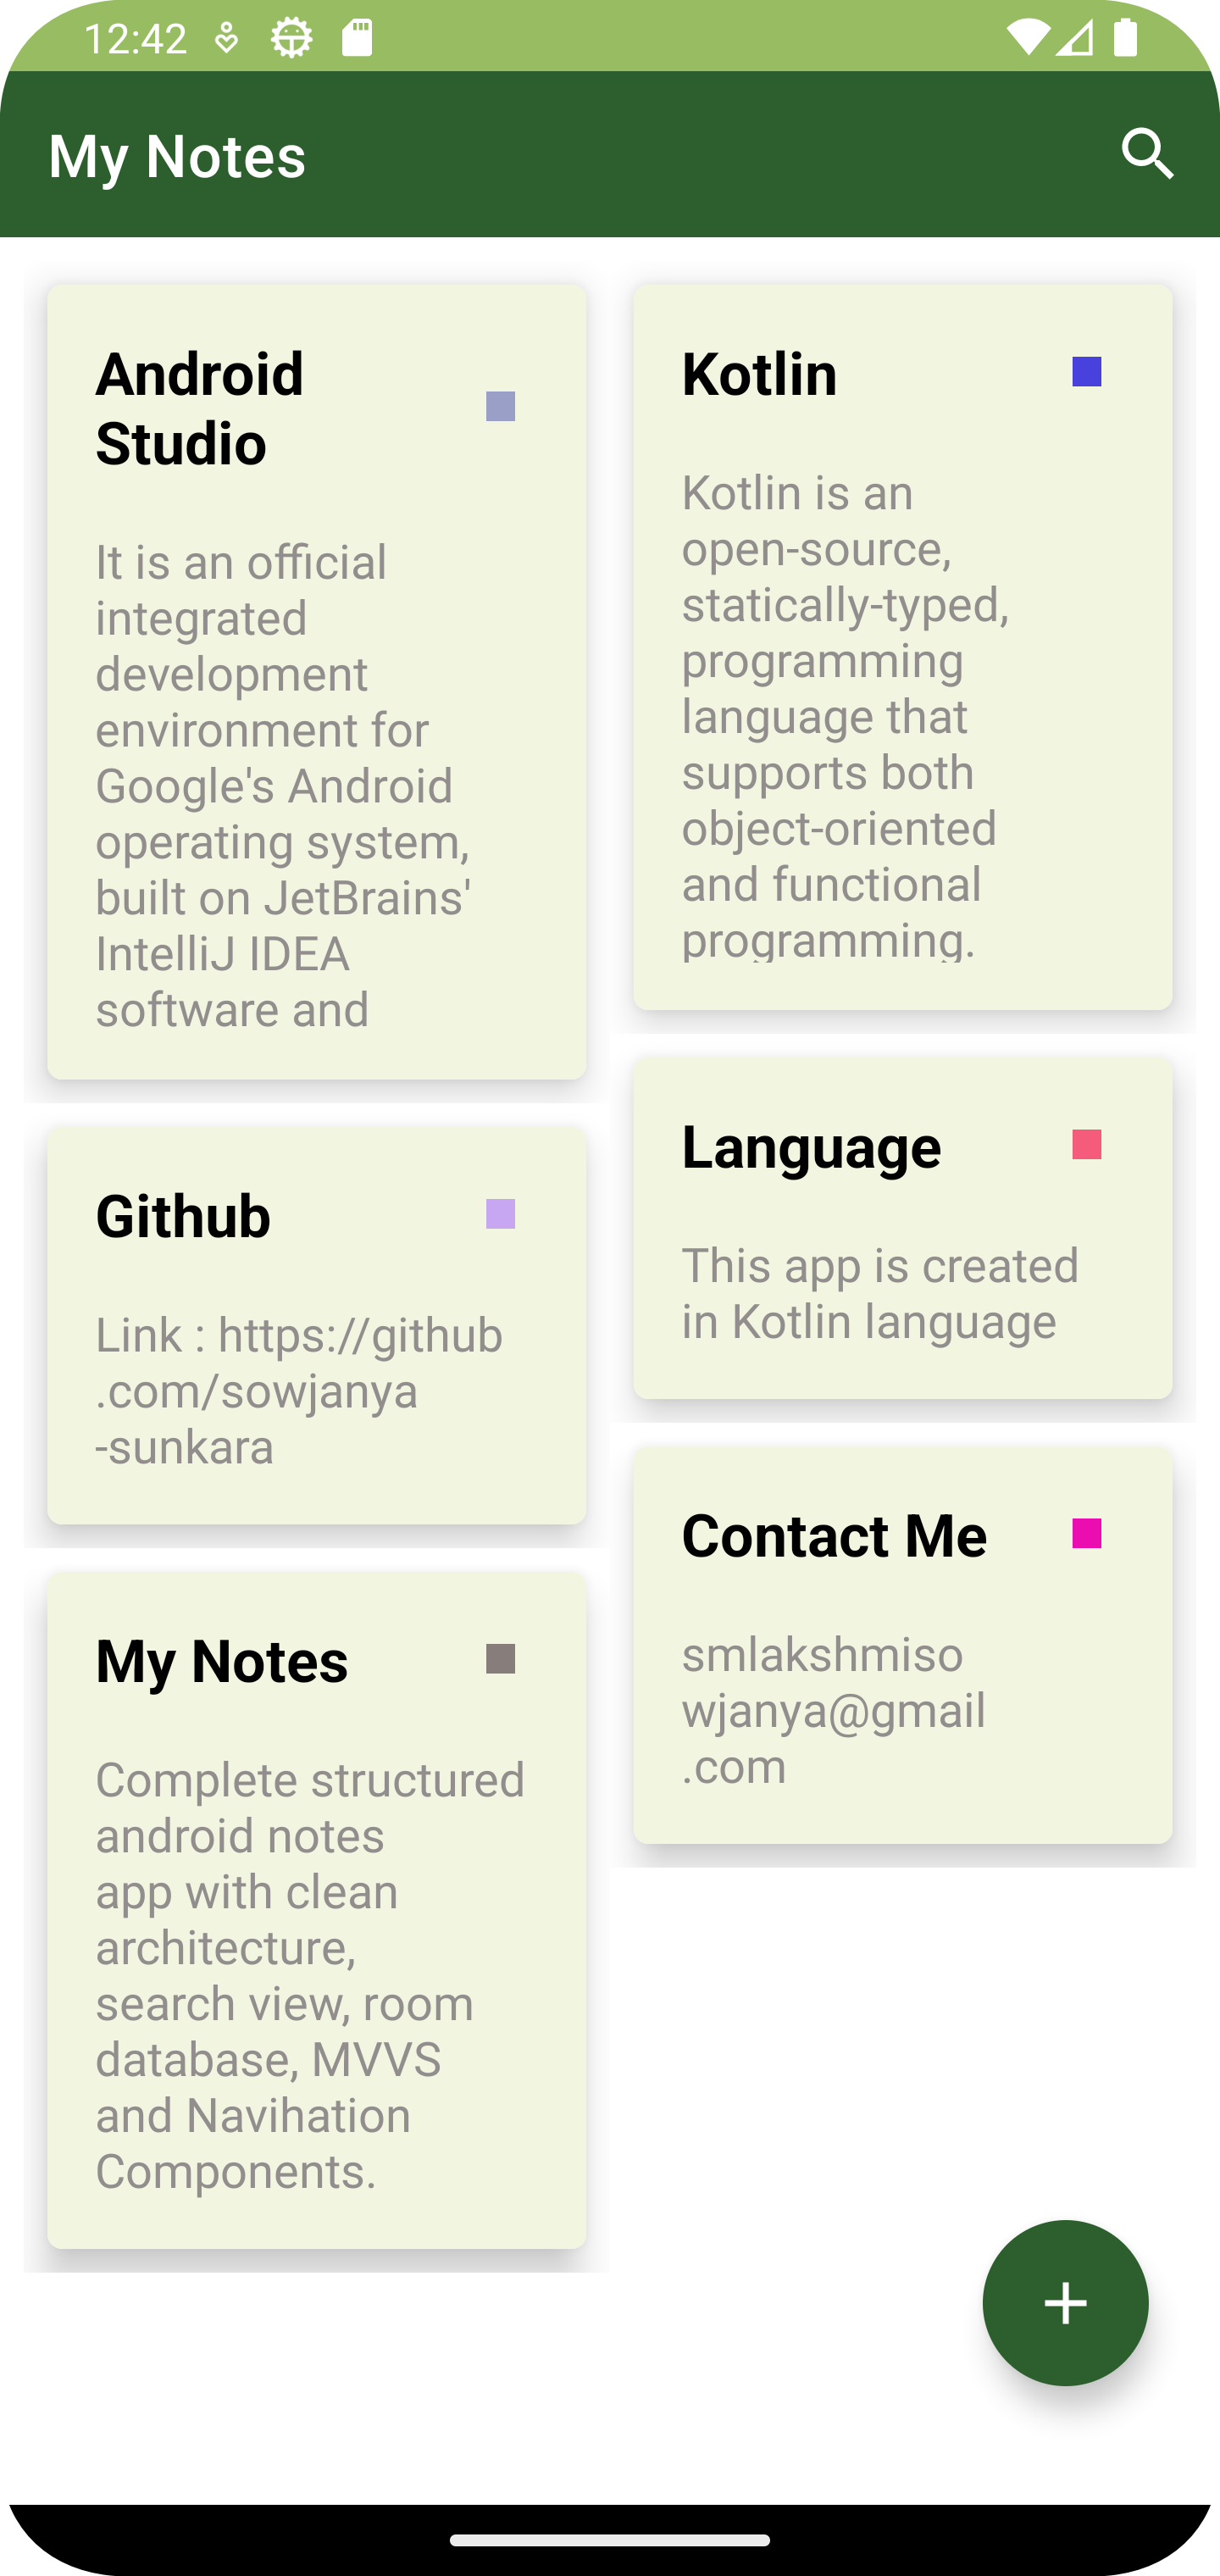 12:42
My Notes
Android
Studio
It is an official
integrated
development
environment for
Google's Android
operating system,
built on JetBrains'
IntelliJ IDEA
software and
Kotlin
Kotlin is an
open-source,
statically-typed,
programming
language that
supports both
object-oriented
and functional
programming.
Github
Link : https://github
.com/sowjanya
-sunkara
Language
This app is created
in Kotlin language
My Notes
Complete structured
android notes
app with clean
architecture,
search view, room
database, MVVS
and Navihation
Components.
Contact Me
smlakshmiso
wjanya@gmail
.com